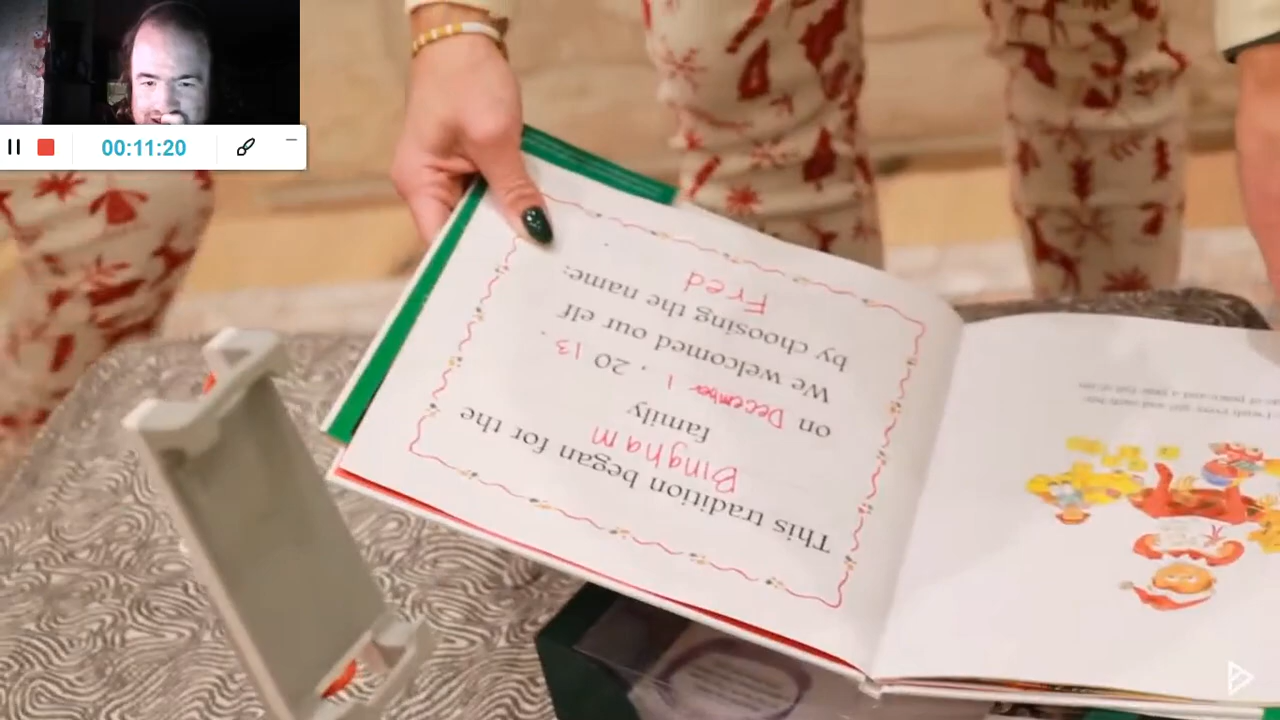 00:11:20
This tradition began for the
Bingham
family
on December 1, 2013.
We welcomed our elf
by choosing the name:
Fred